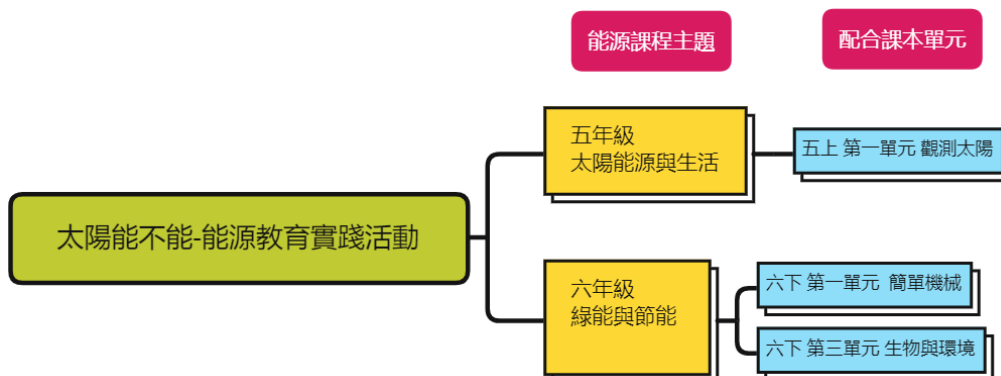 能源課程主題
配合課本單元
五年級
太陽能源與生活
五上 第一單元 觀測太陽
太陽能不能-能源教育實踐活動
六年級
綠能與節能
六下 第一單元 簡單機械
六下 第三單元 生物與環境